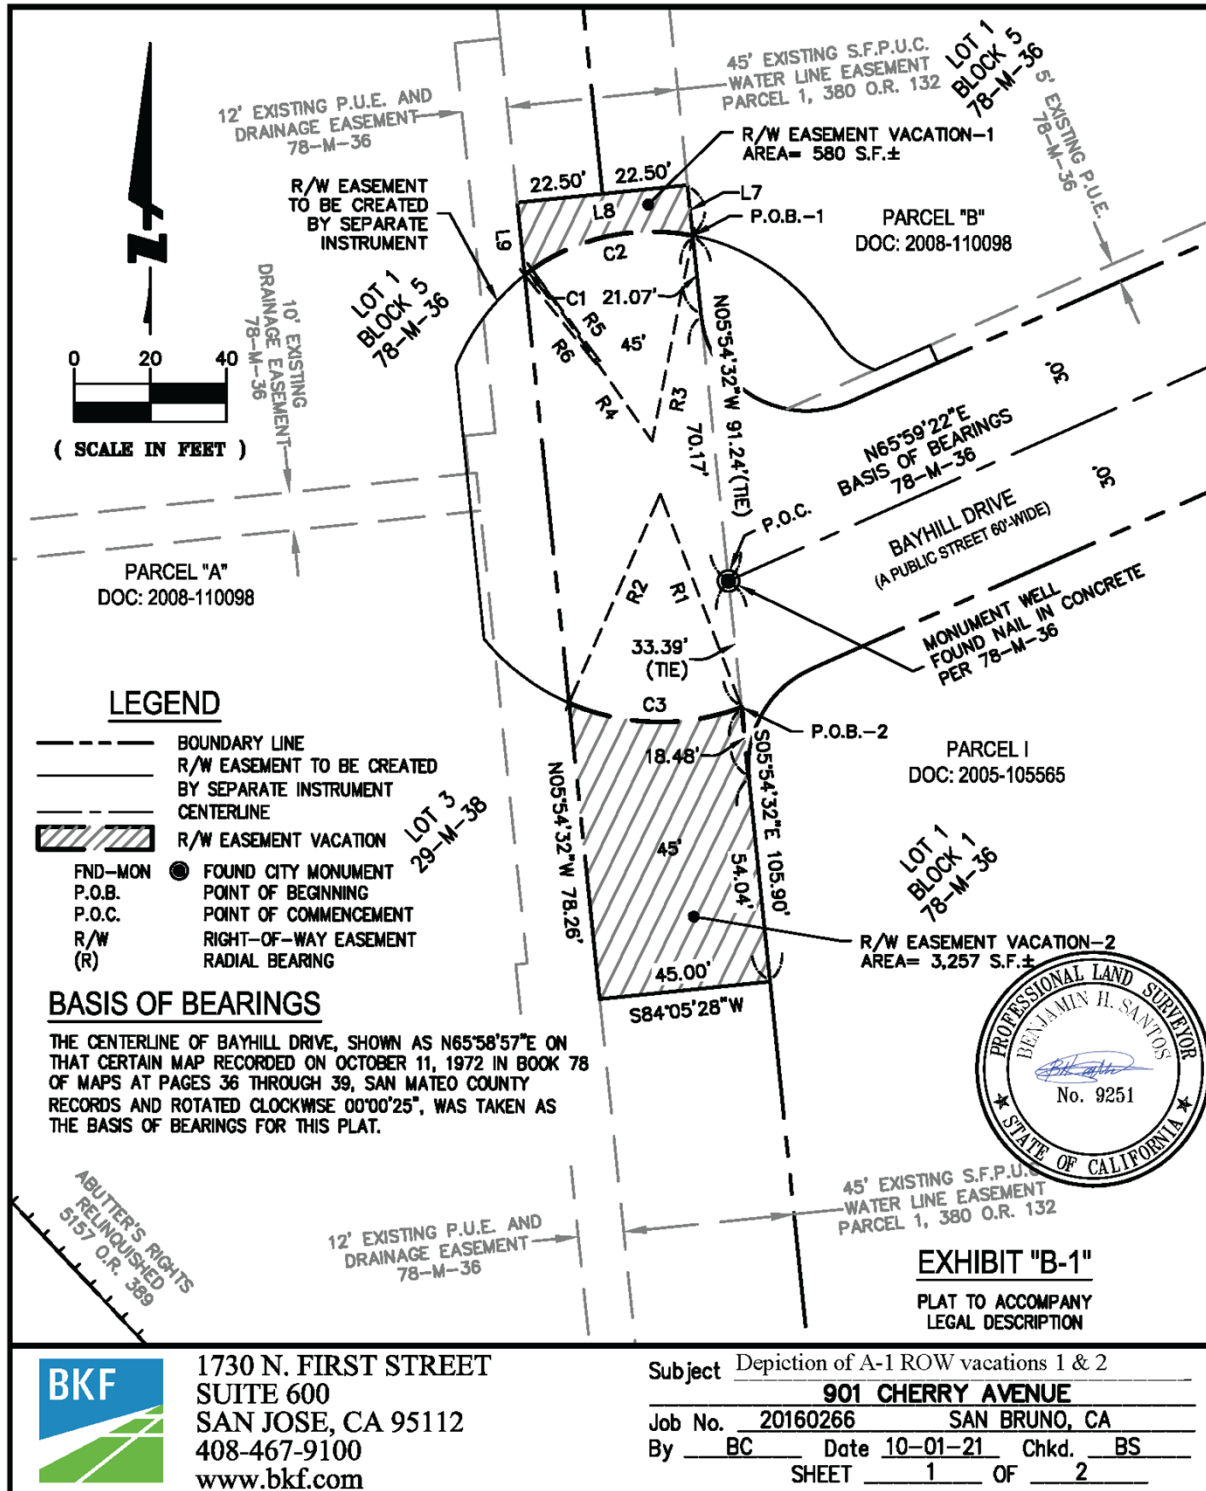 45' EXISTING S.F.P.U.C.
WATER LINE EASEMENT
PARCEL 1, 380 O.R. 132
LOT 1
BLOCK 5
78-M-36
5' EXISTING P.U.E.
78-M-36
12' EXISTING P.U.E. AND
DRAINAGE EASEMENT
78-M-36
R/W EASEMENT VACATION-1
AREA= 580 S.F.±
R/W EASEMENT
TO BE CREATED
BY SEPARATE
INSTRUMENT
22.50'
22.50'
L7
L8
L9
P.O.B.-1
PARCEL "B"
DOC: 2008-110098
C2
C1
21.07'
R5
R6
45'
R4
R3
N05°54'32"W 91.24'(TIE)
70.17'
LOT 1
BLOCK 5
78-M-36
10' EXISTING
DRAINAGE EASEMENT
78-M-36
Z
0 20 40
( SCALE IN FEET )
30'
N65°59'22"E
BASIS OF BEARINGS
78-M-36
30'
P.O.C.
BAYHILL DRIVE
(A PUBLIC STREET 60'-WIDE)
PARCEL "A"
DOC: 2008-110098
R2
R1
33.39'
(TIE)
MONUMENT WELL
FOUND NAIL IN CONCRETE
PER 78-M-36
C3
P.O.B.-2
18.48'
PARCEL I
DOC: 2005-105565
S05°54'32"E 105.90'
54.04'
N05°54'32"W 78.26'
45'
LOT 1
BLOCK 1
78-M-36
LEGEND
BOUNDARY LINE
R/W EASEMENT TO BE CREATED
BY SEPARATE INSTRUMENT
CENTERLINE
R/W EASEMENT VACATION
LOT 3
29-M-38
FND-MON FOUND CITY MONUMENT
P.O.B. POINT OF BEGINNING
P.O.C. POINT OF COMMENCEMENT
R/W RIGHT-OF-WAY EASEMENT
(R) RADIAL BEARING
R/W EASEMENT VACATION-2
AREA= 3,257 S.F.±
45.00'
S84°05'28"W
BASIS OF BEARINGS
THE CENTERLINE OF BAYHILL DRIVE, SHOWN AS N65°58'57"E ON
THAT CERTAIN MAP RECORDED ON OCTOBER 11, 1972 IN BOOK 78
OF MAPS AT PAGES 36 THROUGH 39, SAN MATEO COUNTY
RECORDS AND ROTATED CLOCKWISE 00°00'25", WAS TAKEN AS
THE BASIS OF BEARINGS FOR THIS PLAT.
PROFESSIONAL LAND SURVEYOR
BENJAMIN H. SANTOS
No. 9251
STATE OF CALIFORNIA
ABUTTER'S RIGHTS
RELINQUISHED
5157 O.R. 389
12' EXISTING P.U.E. AND
DRAINAGE EASEMENT
78-M-36
45' EXISTING S.F.P.U.C
WATER LINE EASEMENT
PARCEL 1, 380 O.R. 132
EXHIBIT "B-1"
PLAT TO ACCOMPANY
LEGAL DESCRIPTION
BKF
1730 N. FIRST STREET
SUITE 600
SAN JOSE, CA 95112
408-467-9100
www.bkf.com
Subject Depiction of A-1 ROW vacations 1 & 2
901 CHERRY AVENUE
Job No. 20160266 SAN BRUNO, CA
By BC Date 10-01-21 Chkd. BS
SHEET 1 OF 2